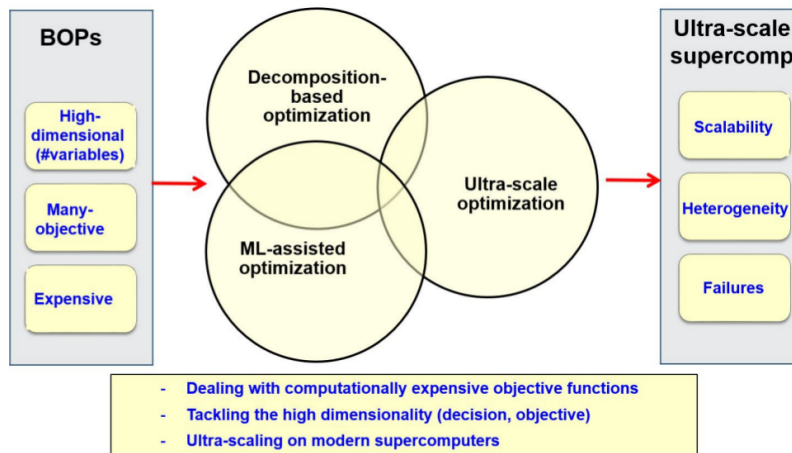 BOPs
High-
dimensional
(#variables)
Many-
objective
Expensive
Decomposition-
based
optimization
ML-assisted
optimization
Ultra-scale
optimization
Ultra-scale
supercomp
Scalability
Heterogeneity
Failures
- Dealing with computationally expensive objective functions
- Tackling the high dimensionality (decision, objective)
- Ultra-scaling on modern supercomputers